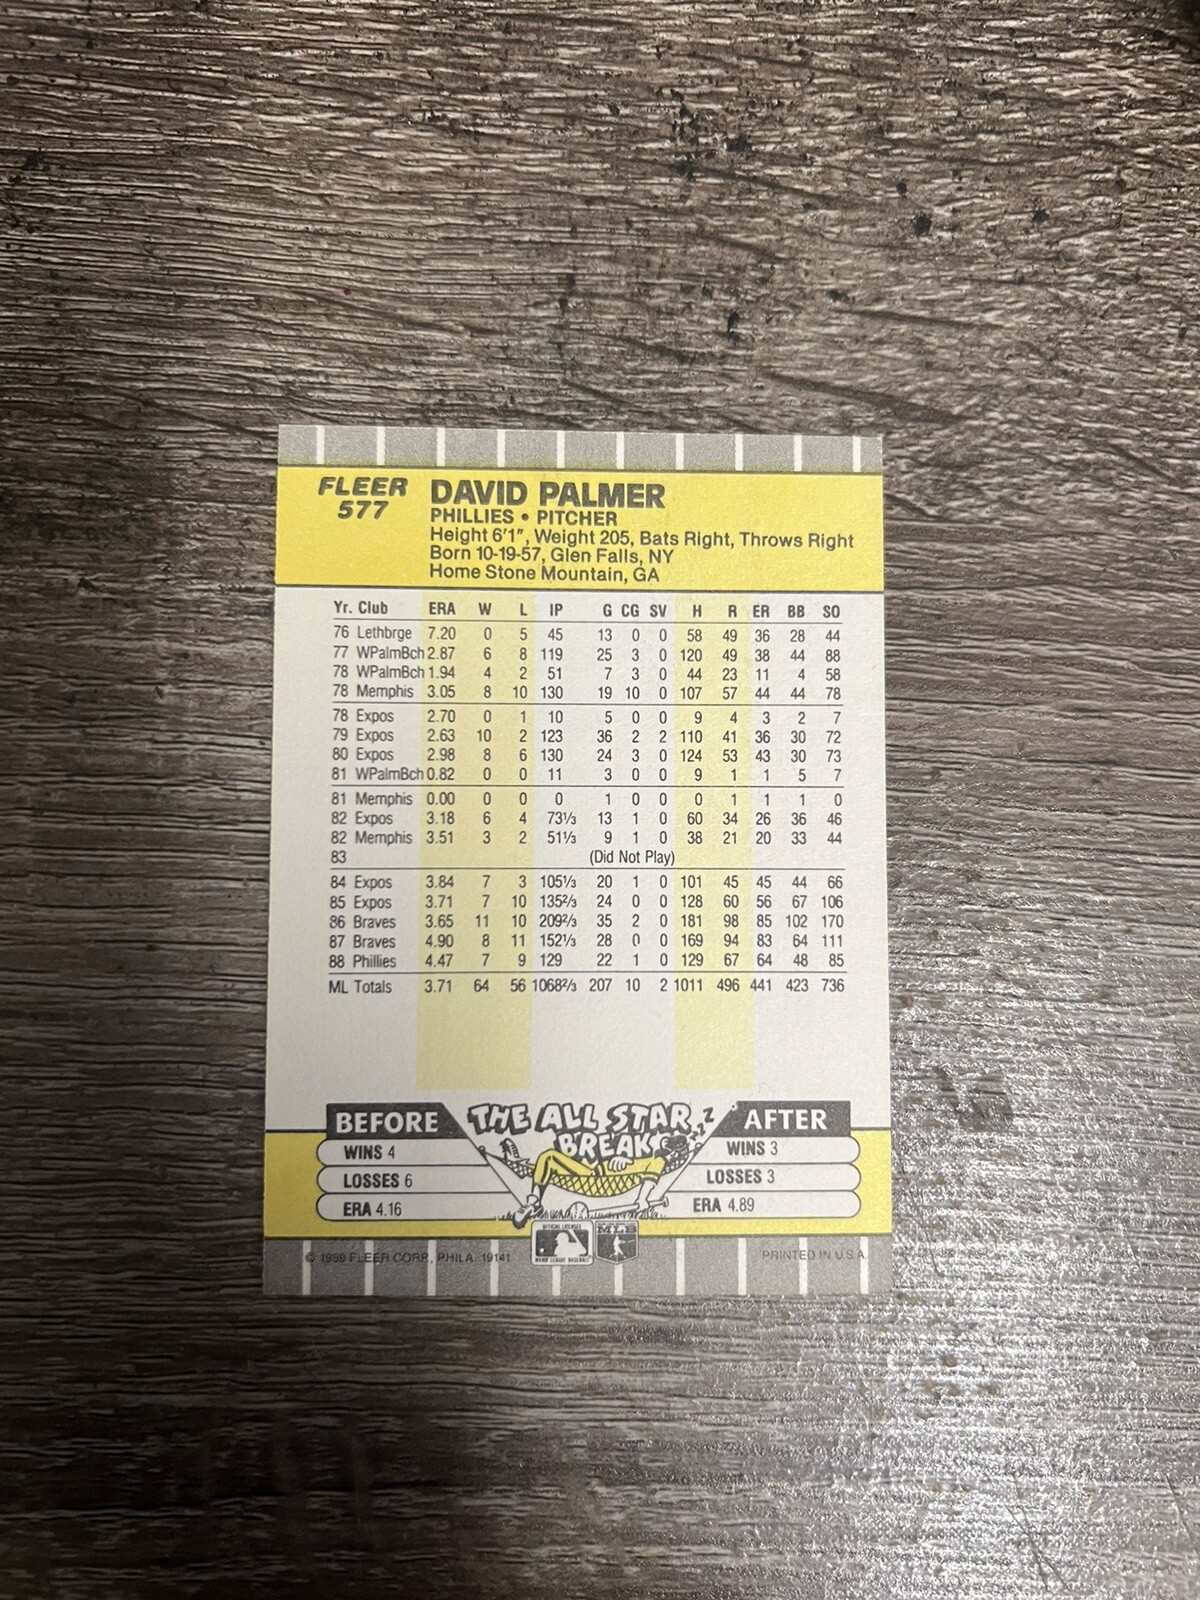 FLEER
577
DAVID PALMER
PHILLIES • PITCHER
Height 6'1", Weight 205, Bats Right, Throws Right
Born 10-19-57, Glen Falls, NY
Home Stone Mountain, GA
Yr. Club ERA W L IP G CG SV H R ER BB SO
76 Lethbrge 7.20 0 5 45 13 0 0 58 49 36 28 44
77 WPalmBch 2.87 6 8 119 25 3 0 120 49 38 44 88
78 WPalmBch 1.94 4 2 51 7 3 0 44 23 11 4 58
78 Memphis 3.05 8 10 130 19 10 0 107 57 44 44 78
78 Expos 2.70 0 1 10 5 0 0 9 4 3 2 7
79 Expos 2.63 10 2 123 36 2 2 110 41 36 30 72
80 Expos 2.98 8 6 130 24 3 0 124 53 43 30 73
81 WPalmBch 0.82 0 0 11 3 0 0 9 1 1 5 7
81 Memphis 0.00 0 0 0 1 0 0 0 1 1 1 0
82 Expos 3.18 6 4 73⅓ 13 1 0 60 34 26 36 46
82 Memphis 3.51 3 2 51⅓ 9 1 0 38 21 20 33 44
83 (Did Not Play)
84 Expos 3.84 7 3 105⅓ 20 1 0 101 45 45 44 66
85 Expos 3.71 7 10 135⅔ 24 0 0 128 60 56 67 106
86 Braves 3.65 11 10 209⅔ 35 2 0 181 98 85 102 170
87 Braves 4.90 8 11 152⅓ 28 0 0 169 94 83 64 111
88 Phillies 4.47 7 9 129 22 1 0 129 67 64 48 85
ML Totals 3.71 64 56 1068⅔ 207 10 2 1011 496 441 423 736
BEFORE THE ALL STAR BREAK AFTER
ZZZ
WINS 4 WINS 3
LOSSES 6 LOSSES 3
ERA 4.16 ERA 4.89
OFFICIAL LICENSEE
MAJOR LEAGUE BASEBALL
MLB
© 1989 FLEER CORP., PHILA. 19141 PRINTED IN U.S.A.